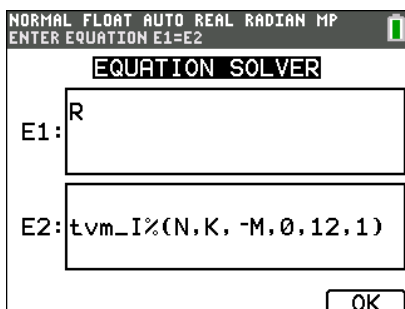 NORMAL FLOAT AUTO REAL RADIAN MP
ENTER EQUATION E1=E2
EQUATION SOLVER
E1:R
E2:tvm_I%(N,K,-M,0,12,1)
OK